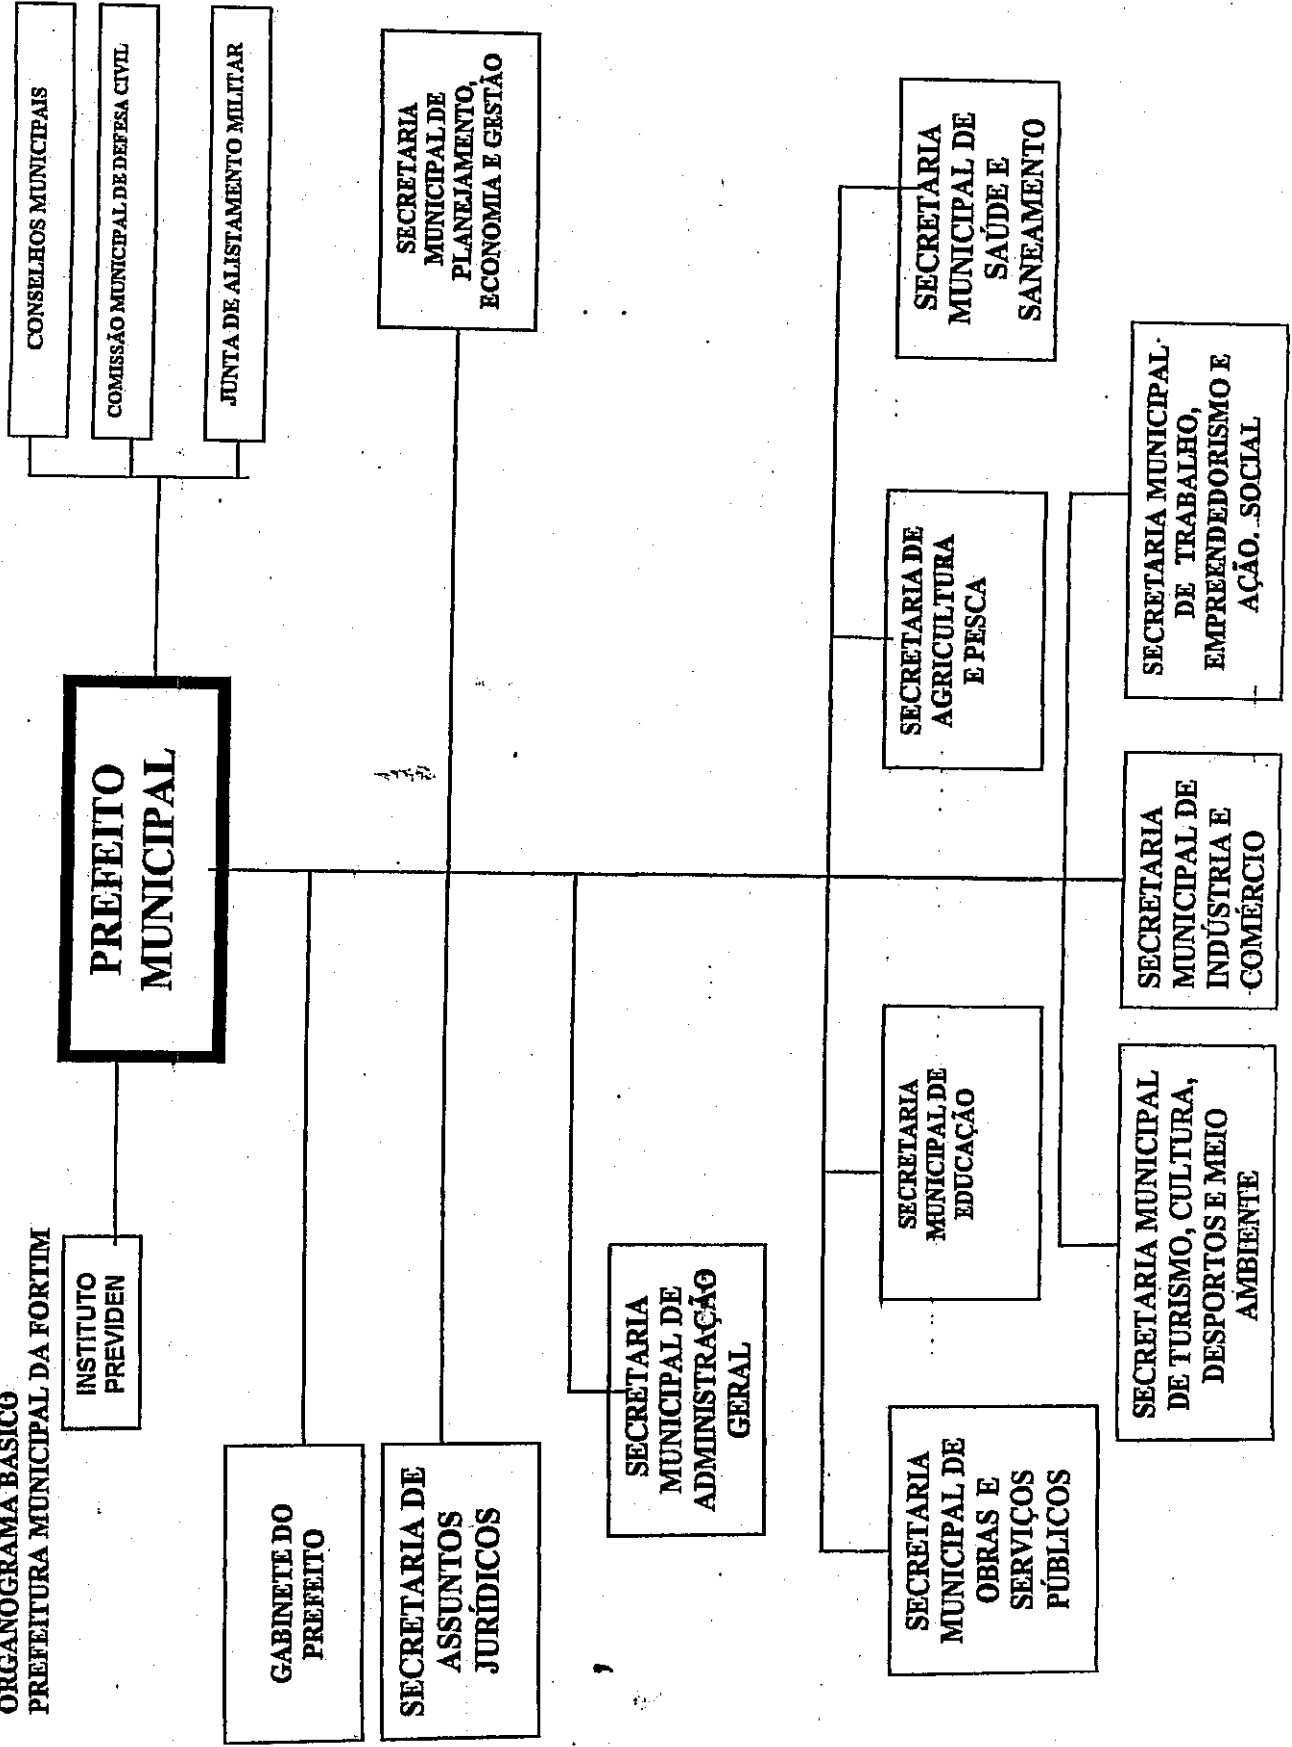 ORGANOGRAMA BASICO
PREFEITURA MUNICIPAL DA FORTIM
INSTITUTO
PREVIDEN
PREFEITO
MUNICIPAL
CONSELHOS MUNICIPAIS
COMISSÃO MUNICIPAL DE DEFESA CIVIL
JUNTA DE ALISTAMENTO MILITAR
GABINETE DO
PREFEITO
SECRETARIA DE
ASSUNTOS
JURÍDICOS
SECRETARIA
MUNICIPAL DE
PLANEJAMENTO,
ECONOMIA E GESTÃO
SECRETARIA
MUNICIPAL DE
ADMINISTRAÇÃO
GERAL
SECRETARIA
MUNICIPAL DE
OBRAS E
SERVIÇOS
PÚBLICOS
SECRETARIA
MUNICIPAL DE
EDUCAÇÃO
SECRETARIA DE
AGRICULTURA
E PESCA
SECRETARIA
MUNICIPAL DE
SAÚDE E
SANEAMENTO
SECRETARIA MUNICIPAL
DE TURISMO, CULTURA,
DESPORTOS E MEIO
AMBIENTE
SECRETARIA
MUNICIPAL DE
INDÚSTRIA E
COMÉRCIO
SECRETARIA MUNICIPAL
DE TRABALHO,
EMPREENDEDORISMO E
AÇÃO. SOCIAL